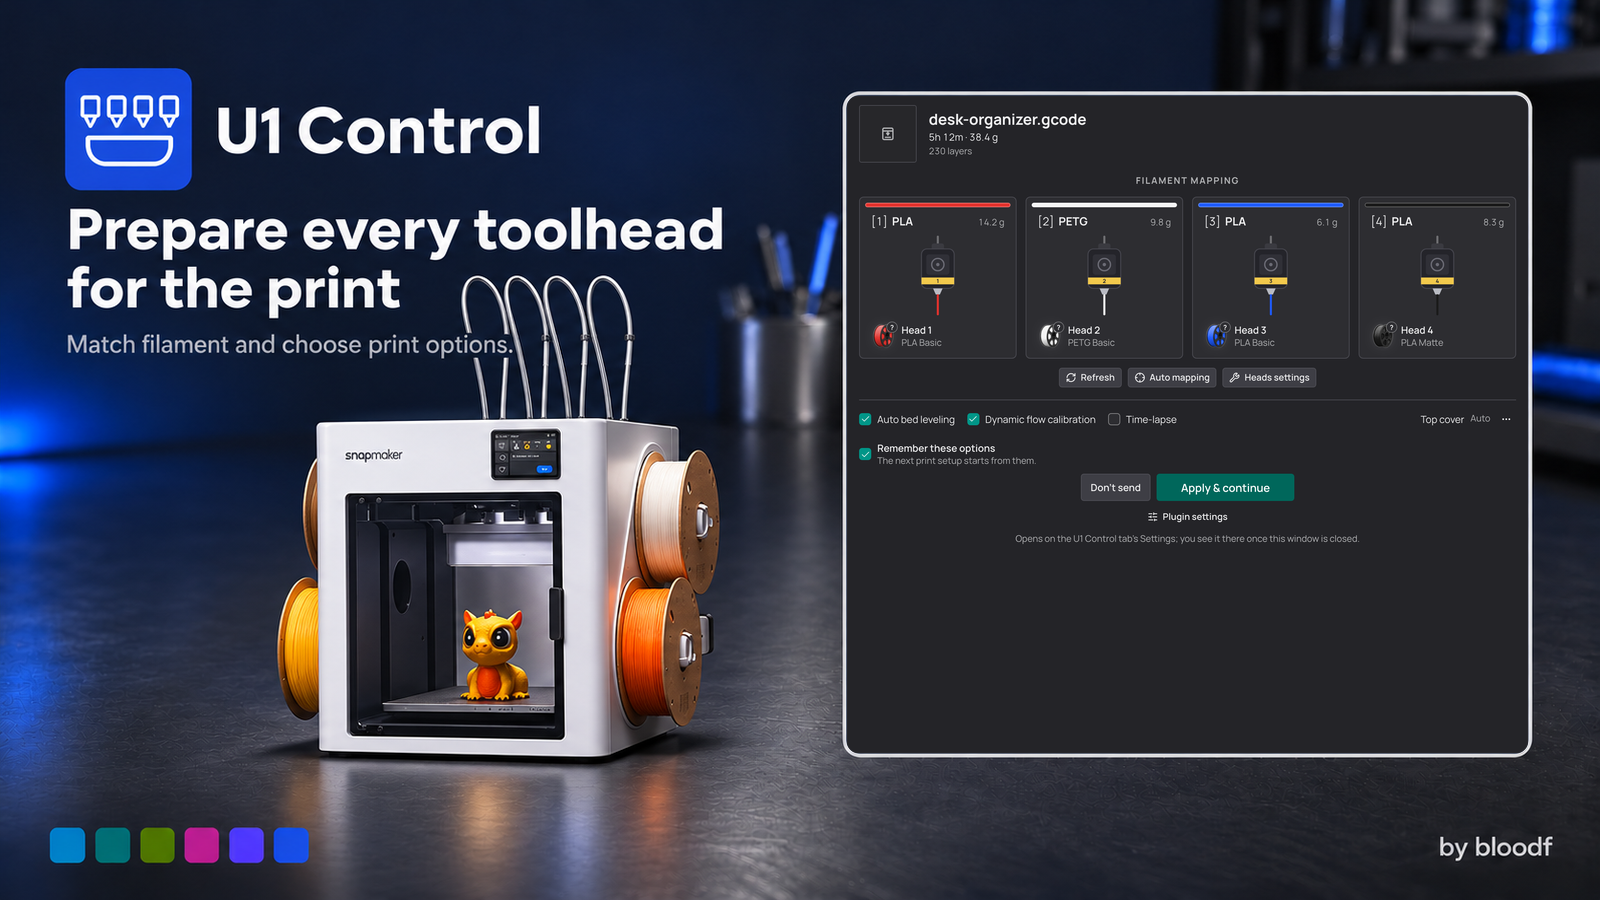 U1 Control
Prepare every toolhead
for the print
Match filament and choose print options.
snapmaker
desk-organizer.gcode
5h 12m · 38.4 g
230 layers
FILAMENT MAPPING
[1] PLA 14.2 g
1
Head 1
PLA Basic
[2] PETG 9.8 g
2
Head 2
PETG Basic
[3] PLA 6.1 g
3
Head 3
PLA Basic
[4] PLA 8.3 g
4
Head 4
PLA Matte
Refresh
Auto mapping
Heads settings
Auto bed leveling
Dynamic flow calibration
Time-lapse
Top cover Auto
Remember these options
The next print setup starts from them.
Don't send
Apply & continue
Plugin settings
Opens on the U1 Control tab's Settings; you see it there once this window is closed.
by bloodf